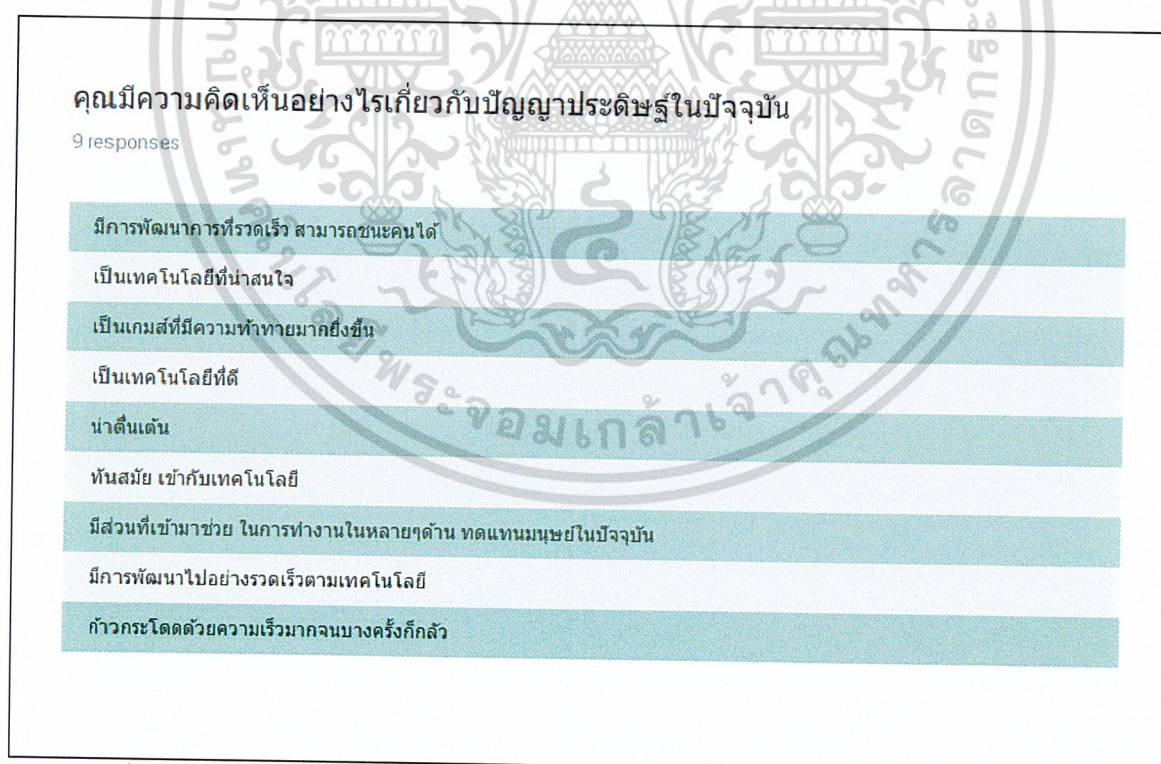 คุณมีความคิดเห็นอย่างไรเกี่ยวกับปัญญาประดิษฐ์ในปัจจุบัน
9 responses
มีการพัฒนาการที่รวดเร็ว สามารถชนะคนได้
เป็นเทคโนโลยีที่น่าสนใจ
เป็นเกมส์ที่มีความท้าทายมากยิ่งขึ้น
เป็นเทคโนโลยีที่ดี
น่าตื่นเต้น
ทันสมัย เข้ากับเทคโนโลยี
มีส่วนที่เข้ามาช่วย ในการทำงานในหลายๆด้าน ทดแทนมนุษย์ในปัจจุบัน
มีการพัฒนาไปอย่างรวดเร็วตามเทคโนโลยี
ก้าวกระโดดด้วยความเร็วมากจนบางครั้งก็กลัว
โลยีพระจอมเกล้าเจ้าคุณทหารลาดกระ